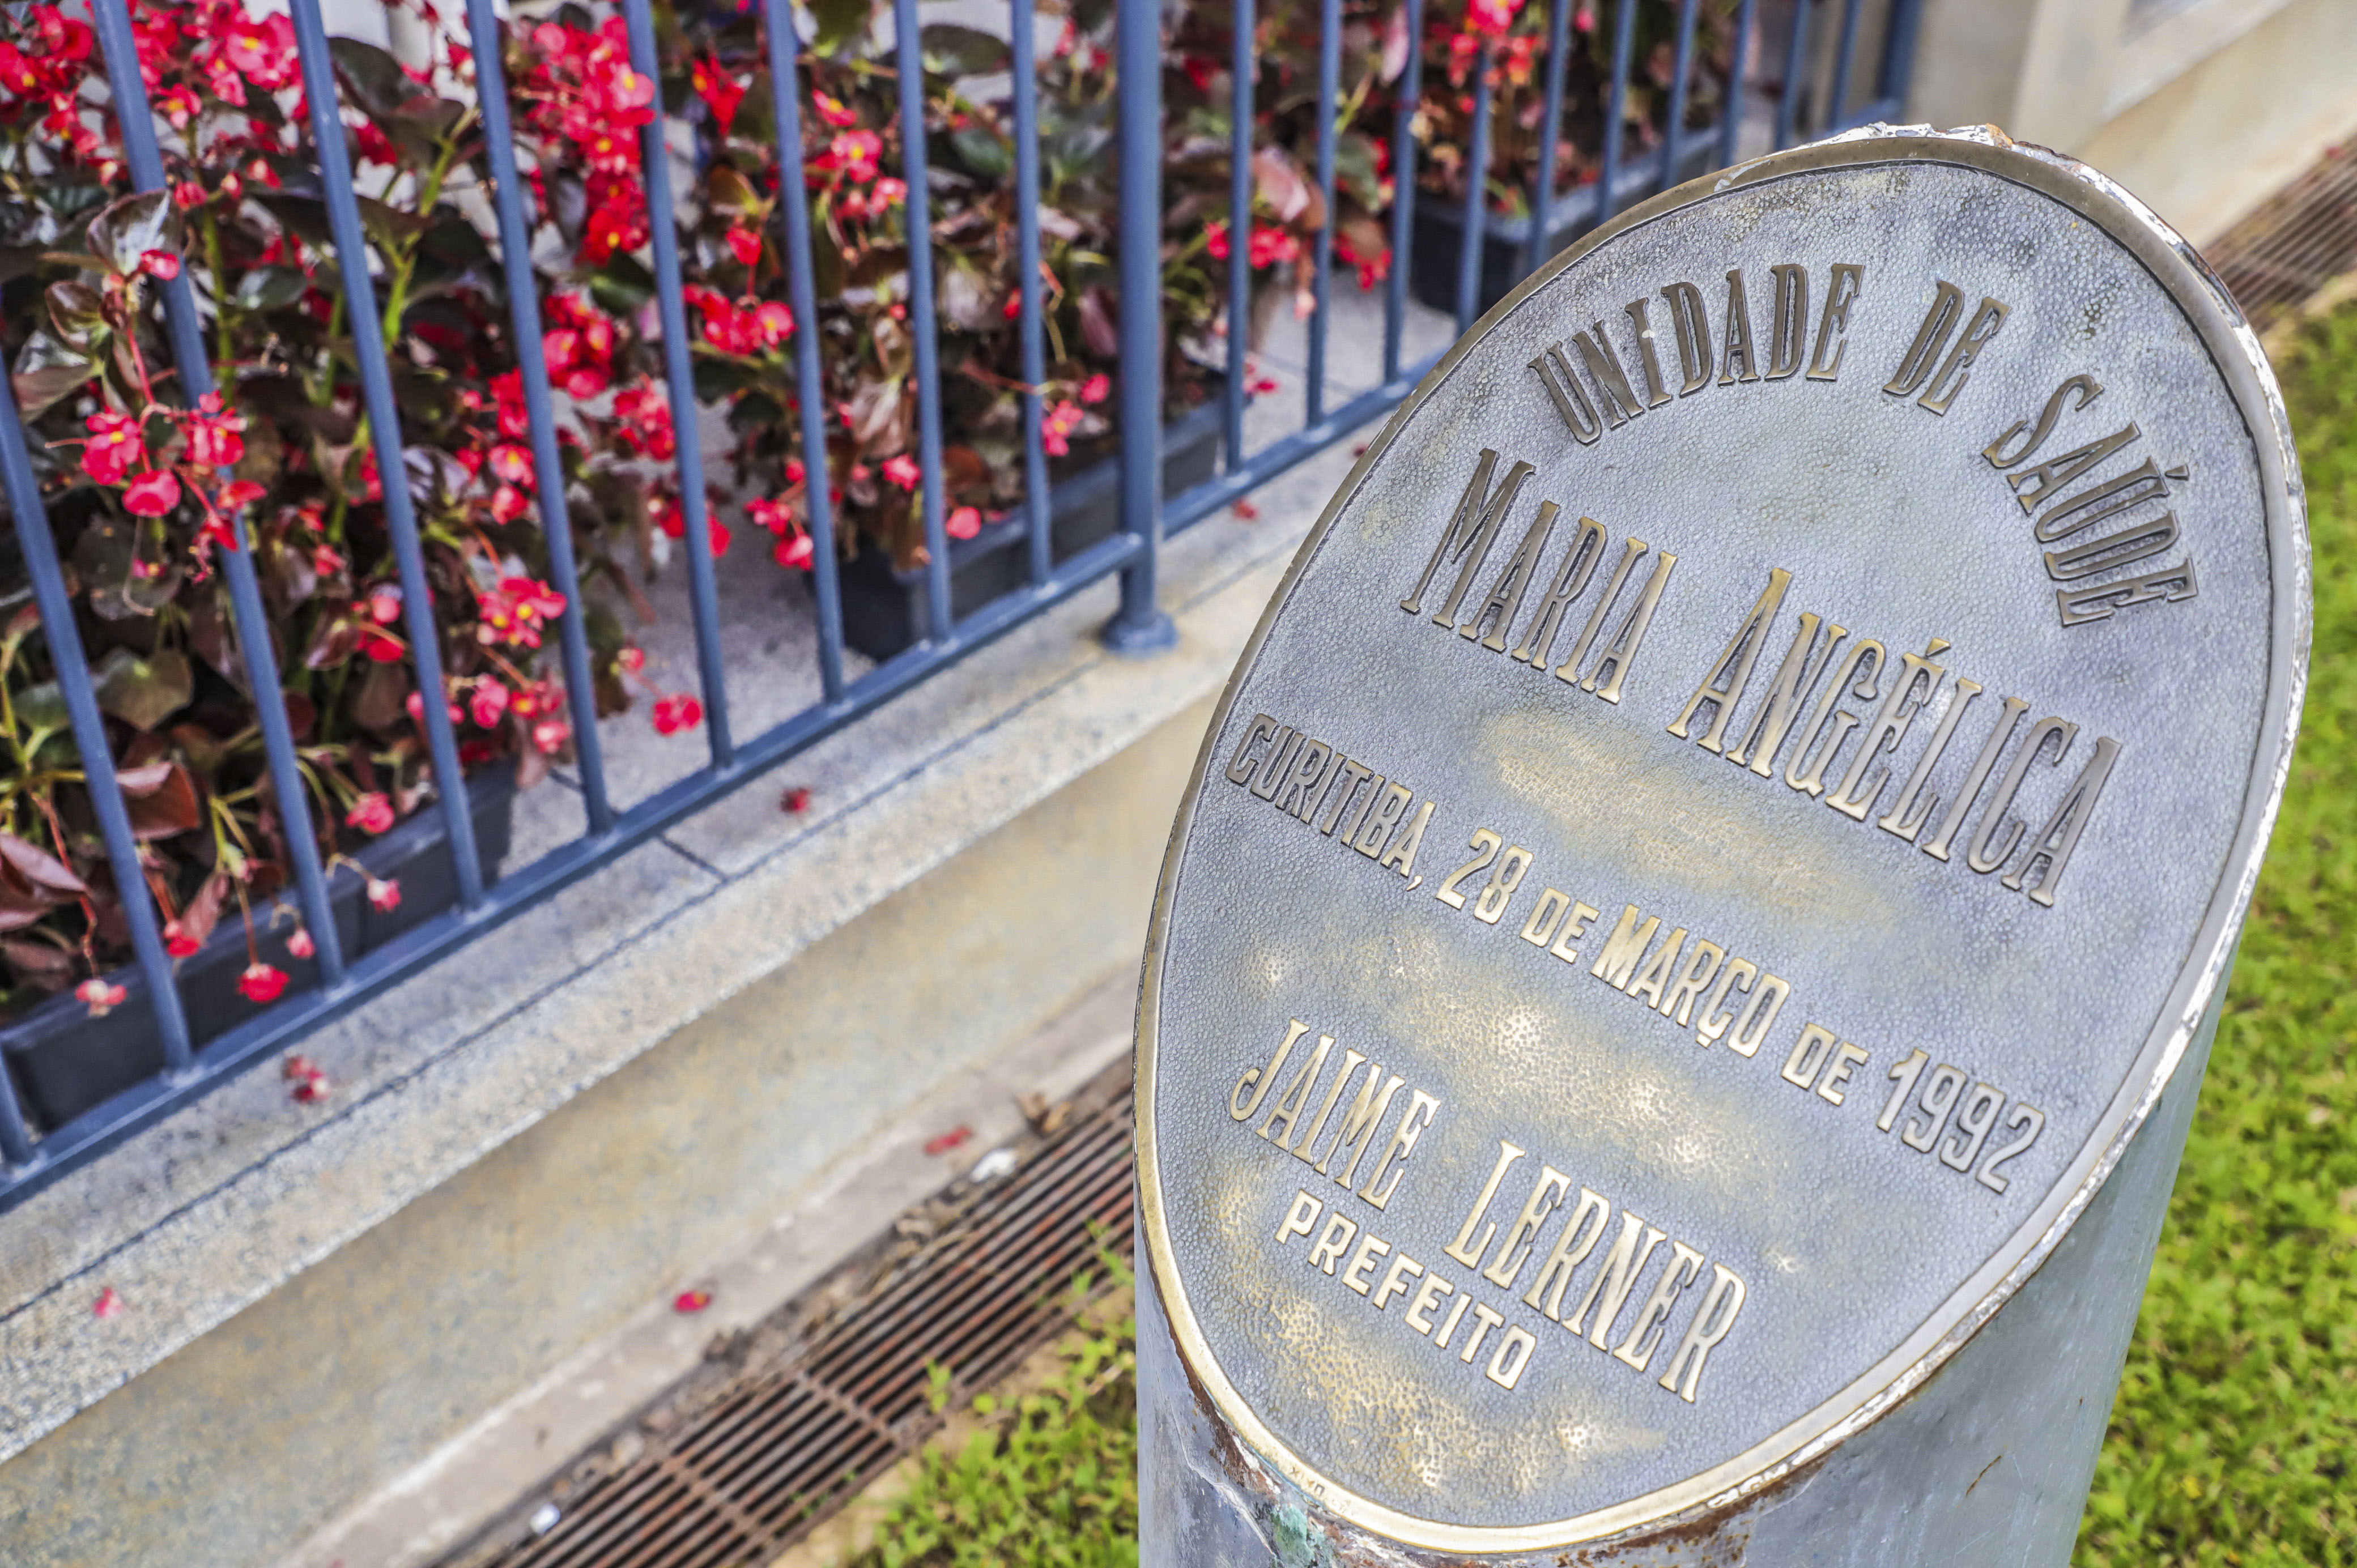 UNIDADE DE SAÚDE
MARIA ANGÉLICA
CURITIBA, 28 DE MARÇO DE 1992
JAIME LERNER
PREFEITO